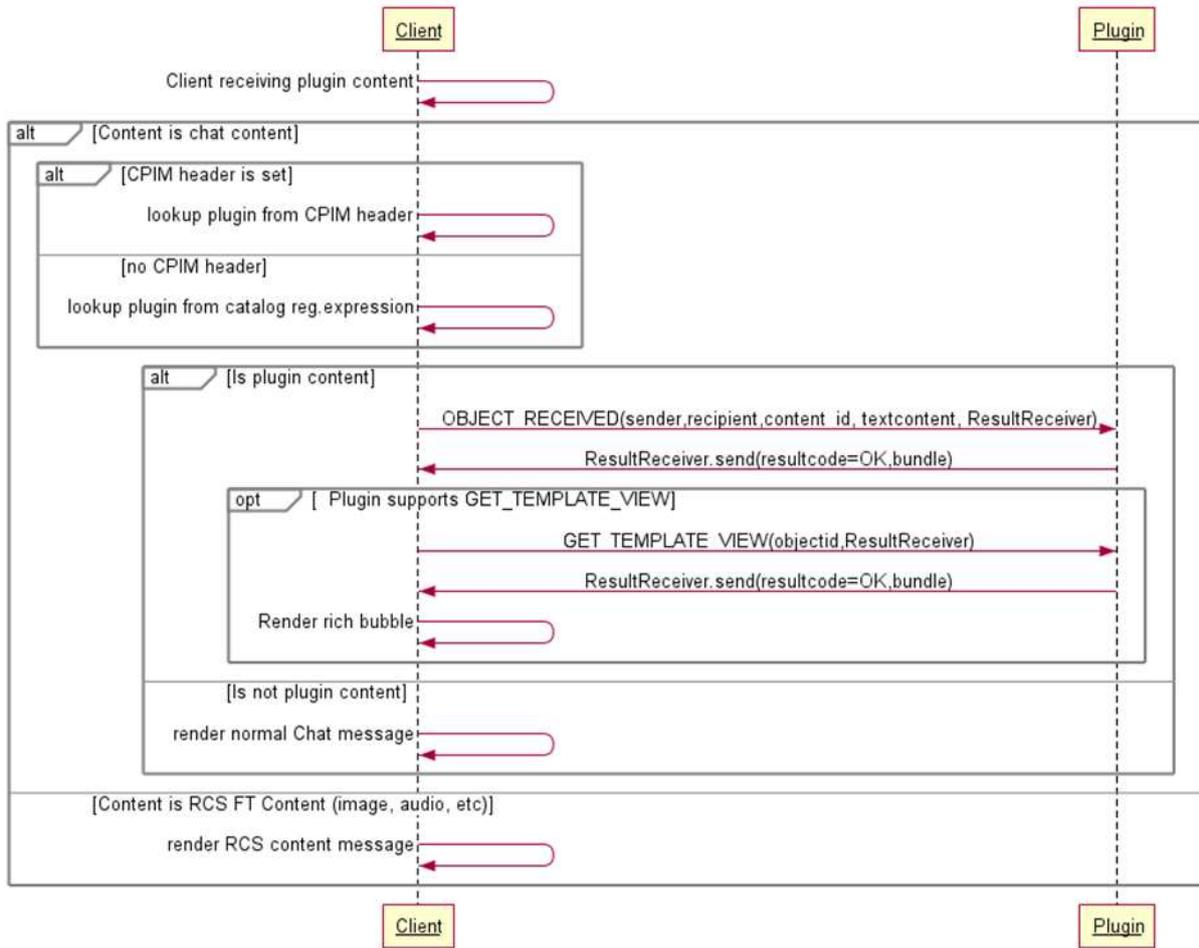 Client
Plugin
Client receiving plugin content
alt [Content is chat content]
alt [CPIM header is set]
lookup plugin from CPIM header
[no CPIM header]
lookup plugin from catalog reg.expression
alt [Is plugin content]
OBJECT_RECEIVED(sender,recipient,content_id, textcontent, ResultReceiver)
ResultReceiver.send(resultcode=OK,bundle)
opt [ Plugin supports GET_TEMPLATE_VIEW]
GET_TEMPLATE_VIEW(objectid,ResultReceiver)
ResultReceiver.send(resultcode=OK,bundle)
Render rich bubble
[Is not plugin content]
render normal Chat message
[Content is RCS FT Content (image, audio, etc)]
render RCS content message
Client
Plugin